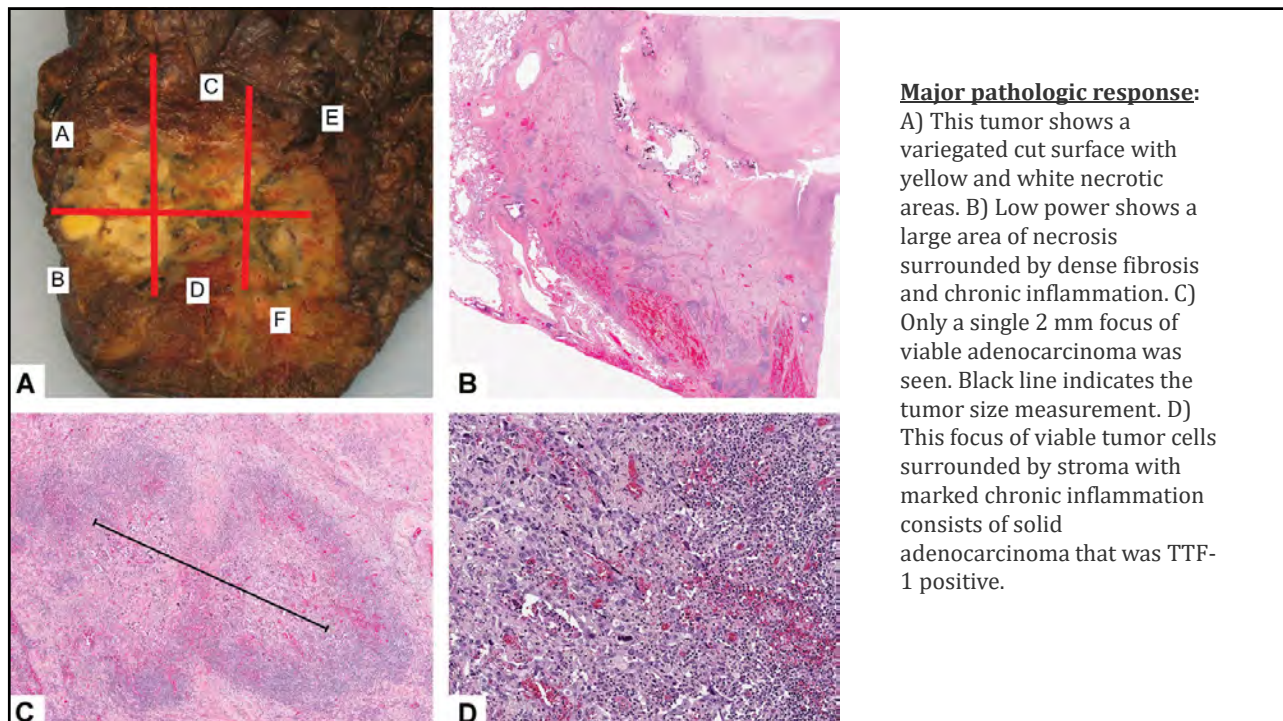 C
E
A
B
D
F
A
B
C
D
Major pathologic response:
A) This tumor shows a
variegated cut surface with
yellow and white necrotic
areas. B) Low power shows a
large area of necrosis
surrounded by dense fibrosis
and chronic inflammation. C)
Only a single 2 mm focus of
viable adenocarcinoma was
seen. Black line indicates the
tumor size measurement. D)
This focus of viable tumor cells
surrounded by stroma with
marked chronic inflammation
consists of solid
adenocarcinoma that was TTF-
1 positive.